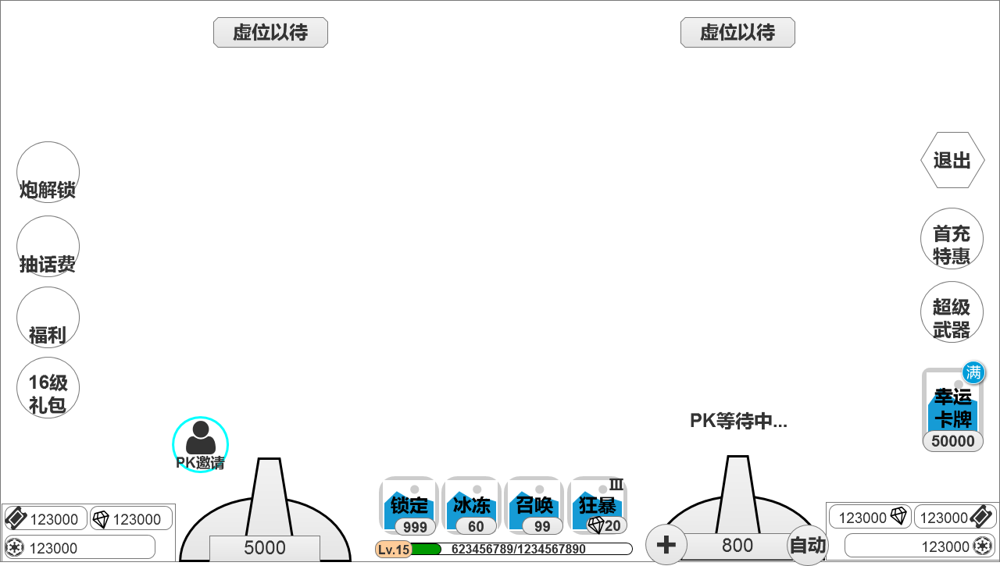 虚位以待
虚位以待
炮解锁
抽话费
福利
16级
礼包
退出
首充
特惠
超级
武器
满
幸运
卡牌
50000
PK邀请
PK等待中...
锁定
999
冰冻
60
召唤
99
III
狂暴
20
Lv.15
623456789/1234567890
123000
123000
123000
5000
+
800
自动
123000
123000
123000